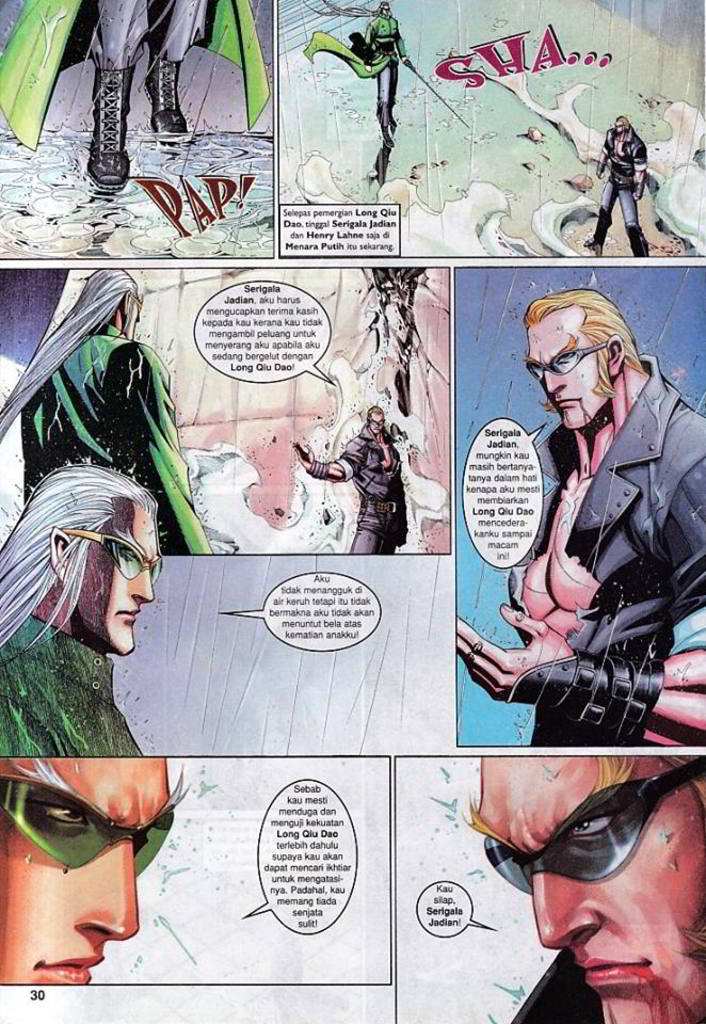 SHA...
PAP!
Selepas pemergian Long Qiu
Dao, tinggal Serigala Jadian
dan Henry Lahne saja di
Menara Putih itu sekarang.
Serigala
Jadian, aku harus
mengucapkan terima kasih
kepada kau kerana kau tidak
mengambil peluang untuk
menyerang aku apabila aku
sedang bergelut dengan
Long Qiu Dao!
Serigala
Jadian,
mungkin kau
masih bertanya-
tanya dalam hati
kenapa aku mesti
membiarkan
Long Qiu Dao
mencedera-
kanku sampai
macam
ini!
Aku
tidak menangguk di
air keruh tetapi itu tidak
bermakna aku tidak akan
menuntut bela atas
kematian anakku!
Sebab
kau mesti
menduga dan
menguji kekuatan
Long Qiu Dao
terlebih dahulu
supaya kau akan
dapat mencari ikhtiar
untuk mengatasi-
nya. Padahal, kau
memang tiada
senjata
sulit!
Kau
silap,
Serigala
Jadian!
30